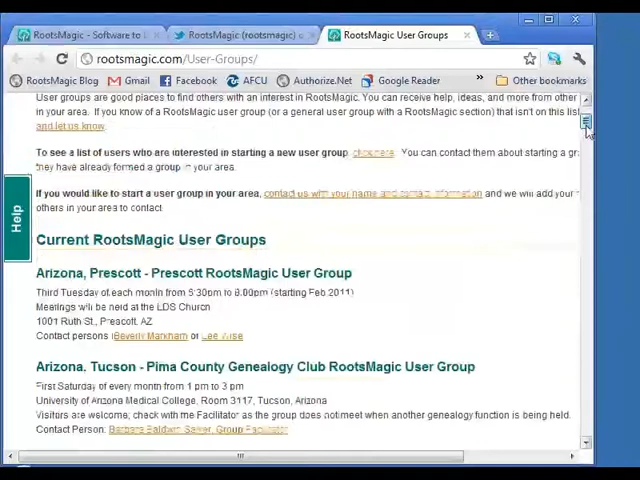 RootsMagic - Software to
RootsMagic (rootsmagic) o
RootsMagic User Groups
rootsmagic.com/User-Groups/
RootsMagic Blog
Gmail
Facebook
AFCU
Authorize.Net
Google Reader
»
Other bookmarks
User groups are good places to find others with an interest in RootsMagic. You can receive help, ideas, and more from other
in your area. If you know of a RootsMagic user group (or a general user group with a RootsMagic section) that isn't on this list
and let us know.
To see a list of users who are interested in starting a new user group click here. You can contact them about starting a gr
they have already formed a group in your area.
If you would like to start a user group in your area, contact us with your name and contact information and we will add your
others in your area to contact.
Help
Current RootsMagic User Groups
Arizona, Prescott - Prescott RootsMagic User Group
Third Tuesday of each month from 6:30pm to 8:00pm (starting Feb 2011)
Meetings will be held at the LDS Church
1001 Ruth St., Prescott, AZ
Contact persons Beverly Markham or Lee Wise
Arizona, Tucson - Pima County Genealogy Club RootsMagic User Group
First Saturday of every month from 1 pm to 3 pm
University of Arizona Medical College, Room 3117, Tucson, Arizona
Visitors are welcome; check with the Facilitator as the group does not meet when another genealogy function is being held.
Contact Person: Barbara Baldwin Salyer, Group Facilitator